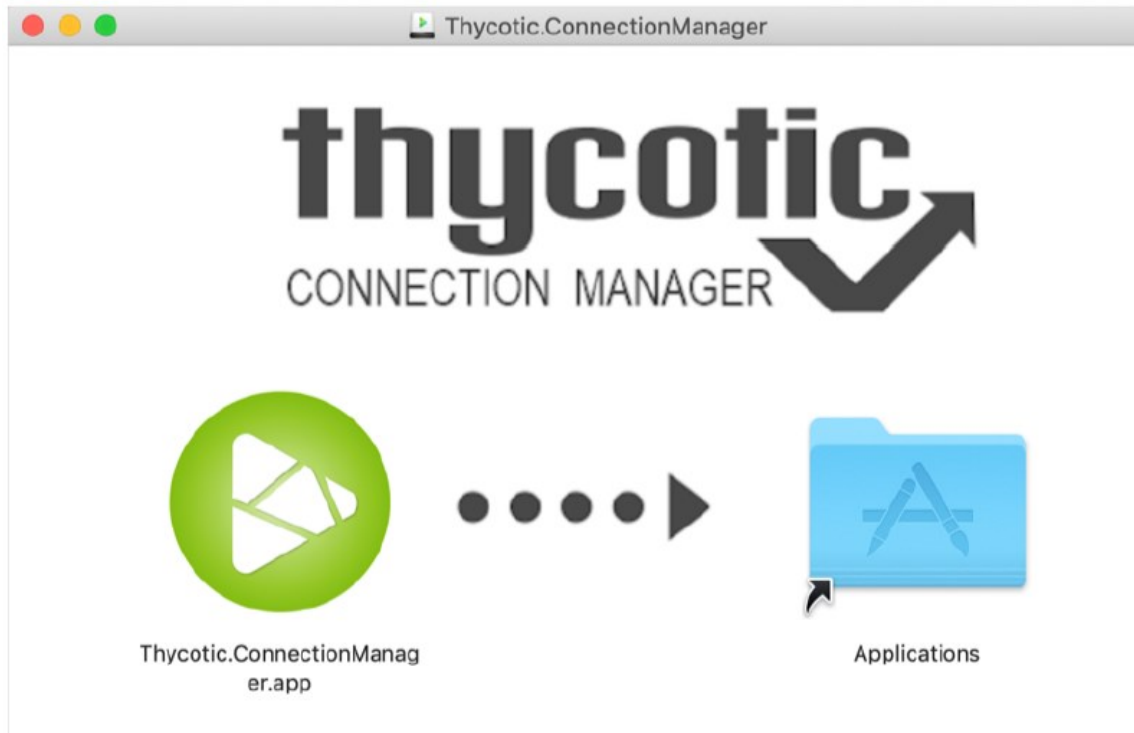 Thycotic.ConnectionManager
thycotic
CONNECTION MANAGER
Thycotic.ConnectionManag
er.app
Applications